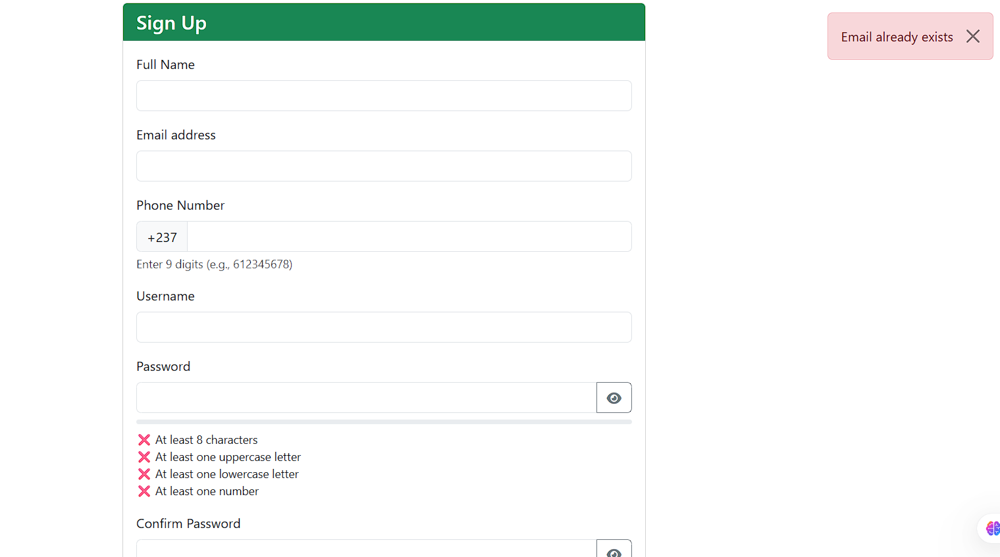 Sign Up
Email already exists
Full Name
Email address
Phone Number
+237
Enter 9 digits (e.g., 612345678)
Username
Password
❌ At least 8 characters
❌ At least one uppercase letter
❌ At least one lowercase letter
❌ At least one number
Confirm Password